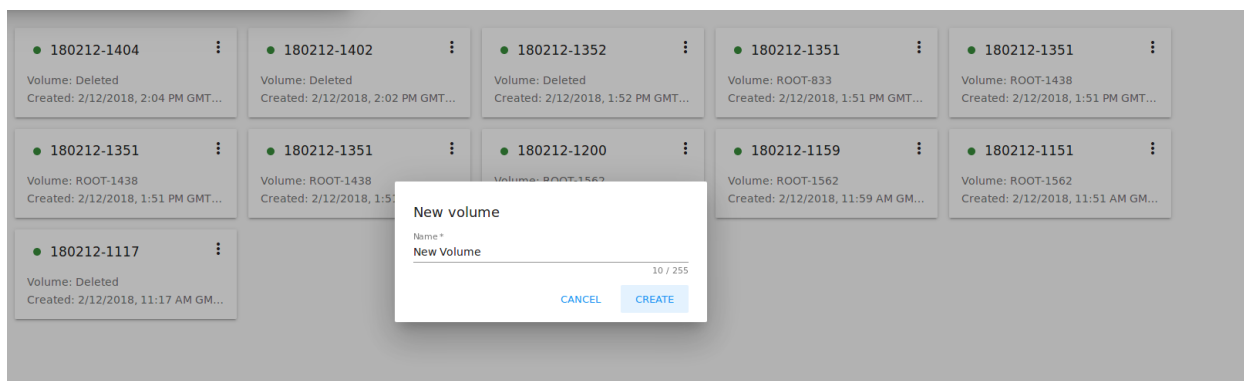 180212-1404
Volume: Deleted
Created: 2/12/2018, 2:04 PM GMT...
180212-1402
Volume: Deleted
Created: 2/12/2018, 2:02 PM GMT...
180212-1352
Volume: Deleted
Created: 2/12/2018, 1:52 PM GMT...
180212-1351
Volume: ROOT-833
Created: 2/12/2018, 1:51 PM GMT...
180212-1351
Volume: ROOT-1438
Created: 2/12/2018, 1:51 PM GMT...
180212-1351
Volume: ROOT-1438
Created: 2/12/2018, 1:51 PM GMT...
180212-1351
Volume: ROOT-1438
Created: 2/12/2018, 1:51
180212-1200
Volume: ROOT-1562
180212-1159
Volume: ROOT-1562
Created: 2/12/2018, 11:59 AM GM...
180212-1151
Volume: ROOT-1562
Created: 2/12/2018, 11:51 AM GM...
180212-1117
Volume: Deleted
Created: 2/12/2018, 11:17 AM GM...
New volume
Name *
New Volume
10 / 255
CANCEL
CREATE